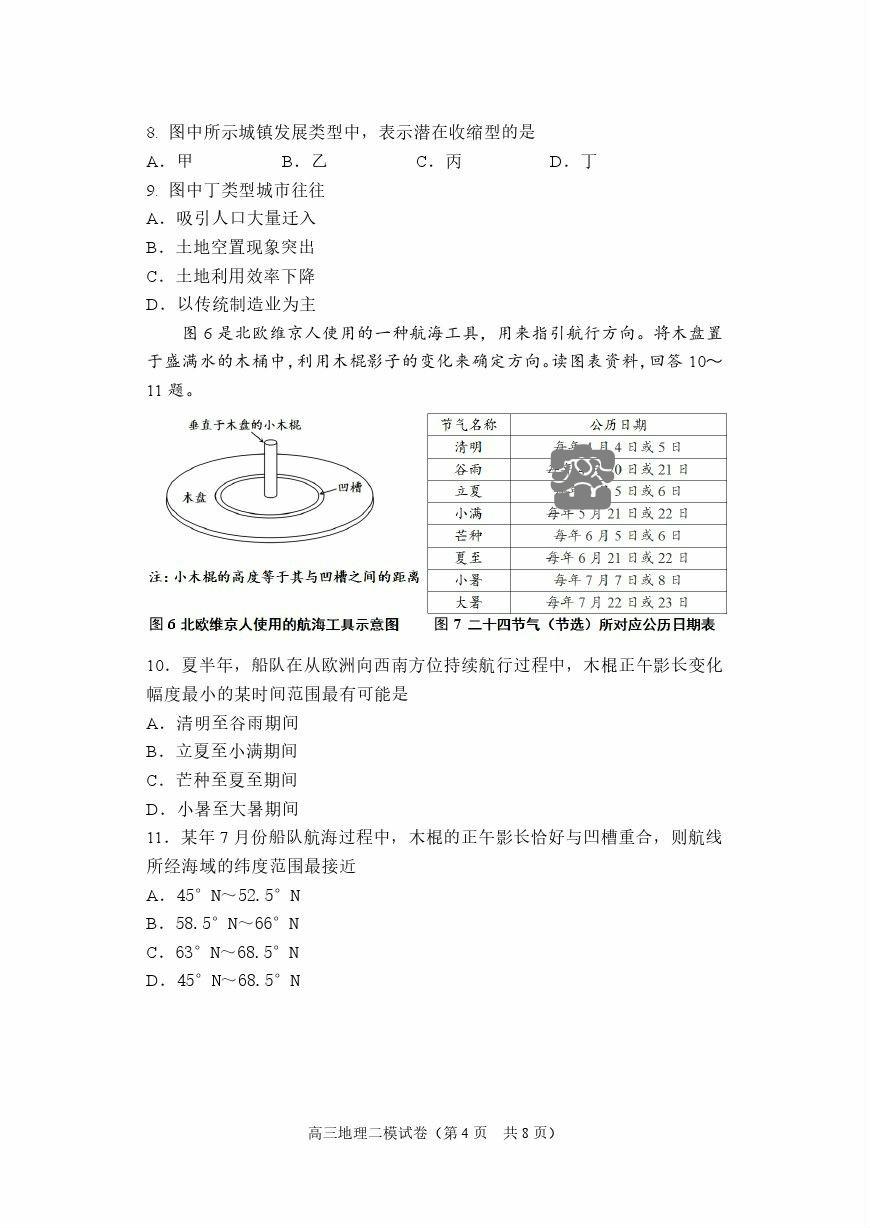 8. 图中所示城镇发展类型中，表示潜在收缩型的是
A．甲 B．乙 C．丙 D．丁
9. 图中丁类型城市往往
A．吸引人口大量迁入
B．土地空置现象突出
C．土地利用效率下降
D．以传统制造业为主
图 6 是北欧维京人使用的一种航海工具，用来指引航行方向。将木盘置
于盛满水的木桶中，利用木棍影子的变化来确定方向。读图表资料，回答 10～
11 题。
垂直于木盘的小木棍
木盘
凹槽
注：小木棍的高度等于其与凹槽之间的距离
图 6 北欧维京人使用的航海工具示意图
节气名称 公历日期
清明 每年 月 4 日或 5 日
谷雨 0 日或 21 日
立夏 5 日或 6 日
小满 每年 5 月 21 日或 22 日
芒种 每年 6 月 5 日或 6 日
夏至 每年 6 月 21 日或 22 日
小暑 每年 7 月 7 日或 8 日
大暑 每年 7 月 22 日或 23 日
图 7 二十四节气（节选）所对应公历日期表
10．夏半年，船队在从欧洲向西南方位持续航行过程中，木棍正午影长变化
幅度最小的某时间范围最有可能是
A．清明至谷雨期间
B．立夏至小满期间
C．芒种至夏至期间
D．小暑至大暑期间
11．某年 7 月份船队航海过程中，木棍的正午影长恰好与凹槽重合，则航线
所经海域的纬度范围最接近
A．45°N～52.5°N
B．58.5°N～66°N
C．63°N～68.5°N
D．45°N～68.5°N
高三地理二模试卷（第 4 页 共 8 页）